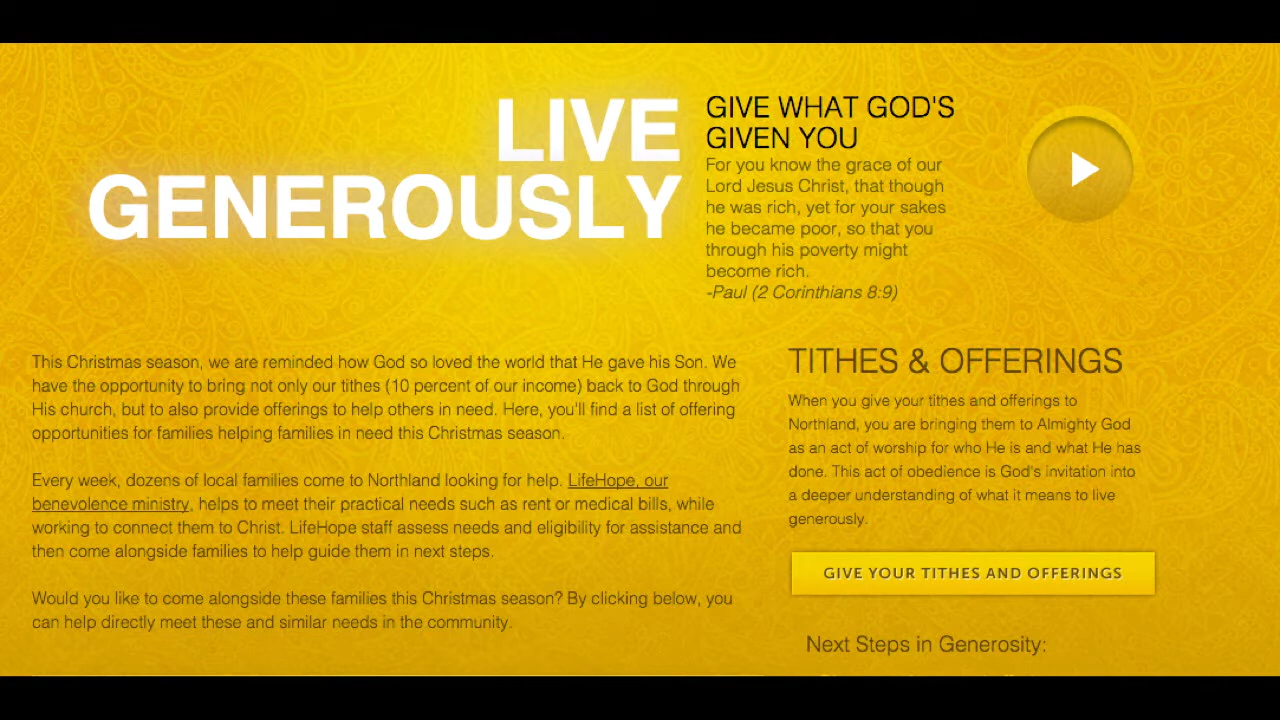 LIVE
GENEROUSLY
GIVE WHAT GOD'S
GIVEN YOU
For you know the grace of our
Lord Jesus Christ, that though
he was rich, yet for your sakes
he became poor, so that you
through his poverty might
become rich.
-Paul (2 Corinthians 8:9)
This Christmas season, we are reminded how God so loved the world that He gave his Son. We
have the opportunity to bring not only our tithes (10 percent of our income) back to God through
His church, but to also provide offerings to help others in need. Here, you'll find a list of offering
opportunities for families helping families in need this Christmas season.
Every week, dozens of local families come to Northland looking for help. LifeHope, our
benevolence ministry, helps to meet their practical needs such as rent or medical bills, while
working to connect them to Christ. LifeHope staff assess needs and eligibility for assistance and
then come alongside families to help guide them in next steps.
Would you like to come alongside these families this Christmas season? By clicking below, you
can help directly meet these and similar needs in the community.
TITHES & OFFERINGS
When you give your tithes and offerings to
Northland, you are bringing them to Almighty God
as an act of worship for who He is and what He has
done. This act of obedience is God's invitation into
a deeper understanding of what it means to live
generously.
GIVE YOUR TITHES AND OFFERINGS
Next Steps in Generosity: